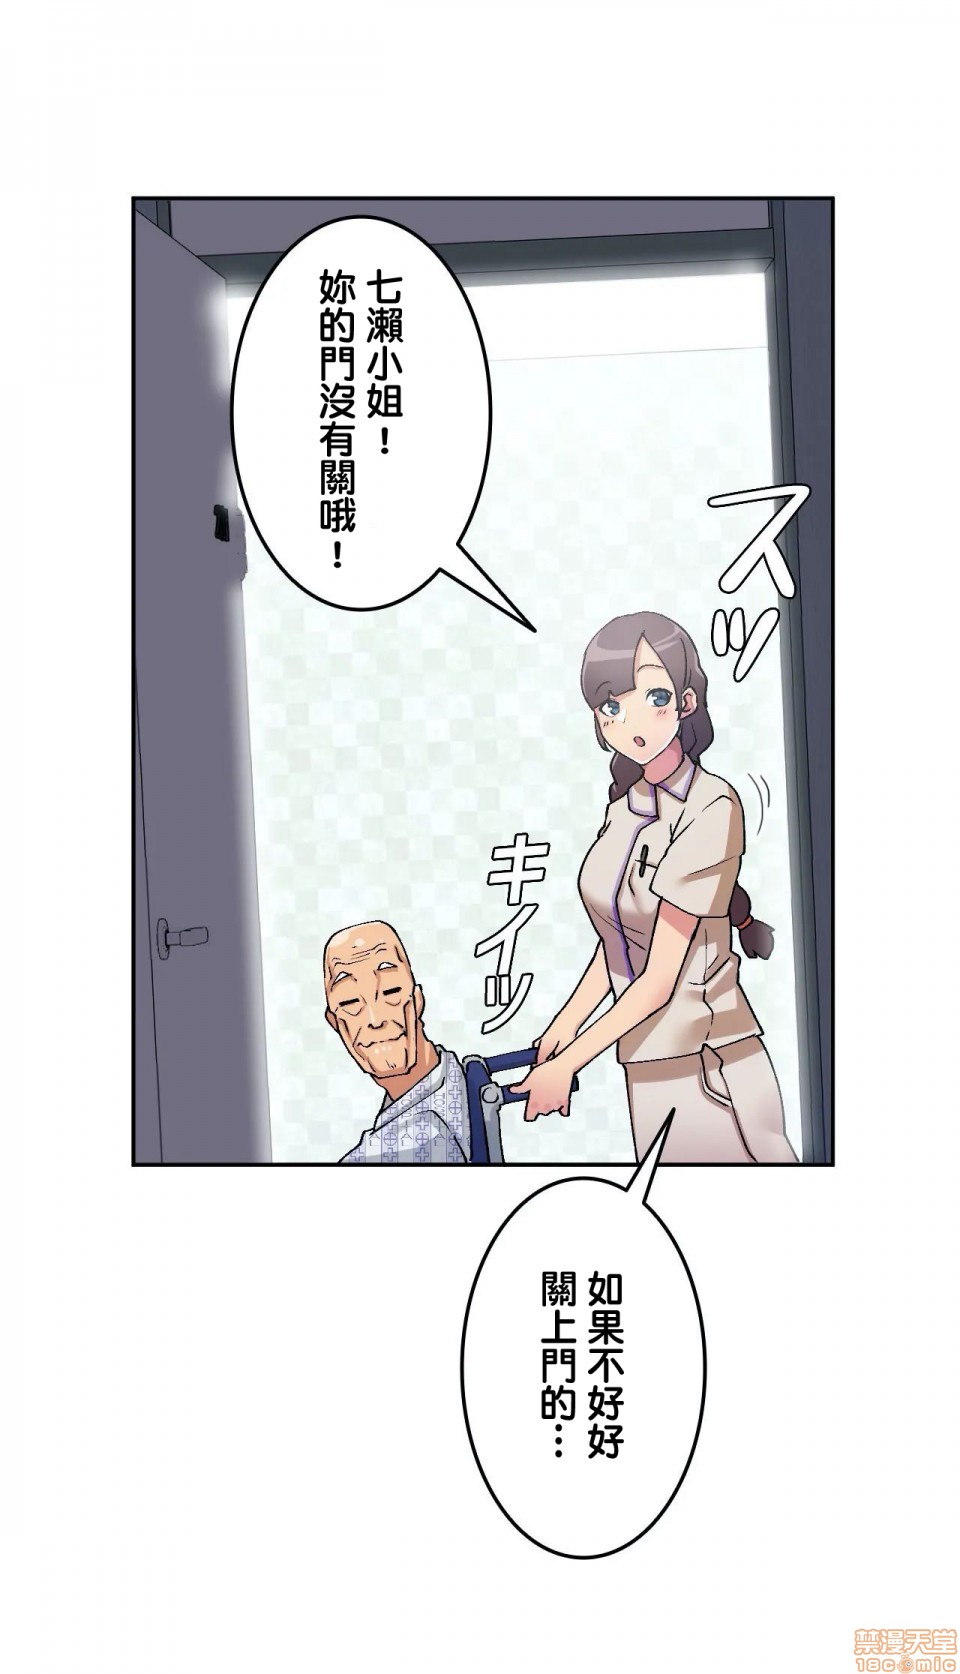 七瀨小姐！
妳的門沒有關哦！
スッ
キイッ
如果不好好
關上門的…
禁漫天堂
18comic.com